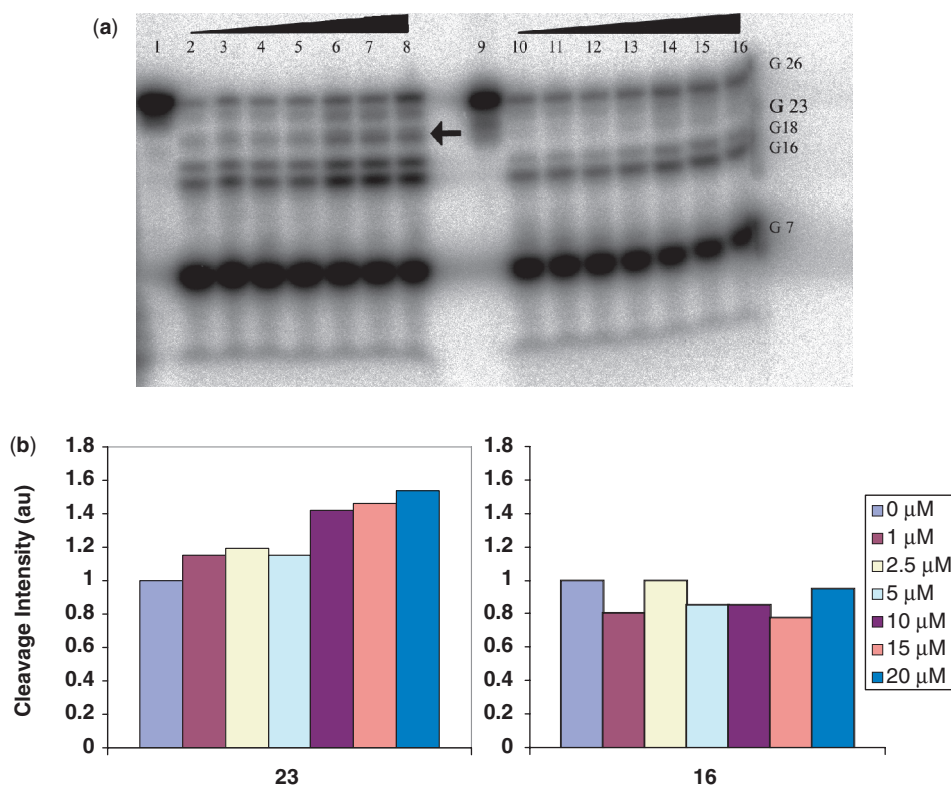 (a)
1 2 3 4 5 6 7 8 9 10 11 12 13 14 15 16
G 26
G 23
G18
G16
G 7
(b)
Cleavage Intensity (au)
1.8
1.6
1.4
1.2
1
0.8
0.6
0.4
0.2
0
23
1.8
1.6
1.4
1.2
1
0.8
0.6
0.4
0.2
0
16
0 μM
1 μM
2.5 μM
5 μM
10 μM
15 μM
20 μM